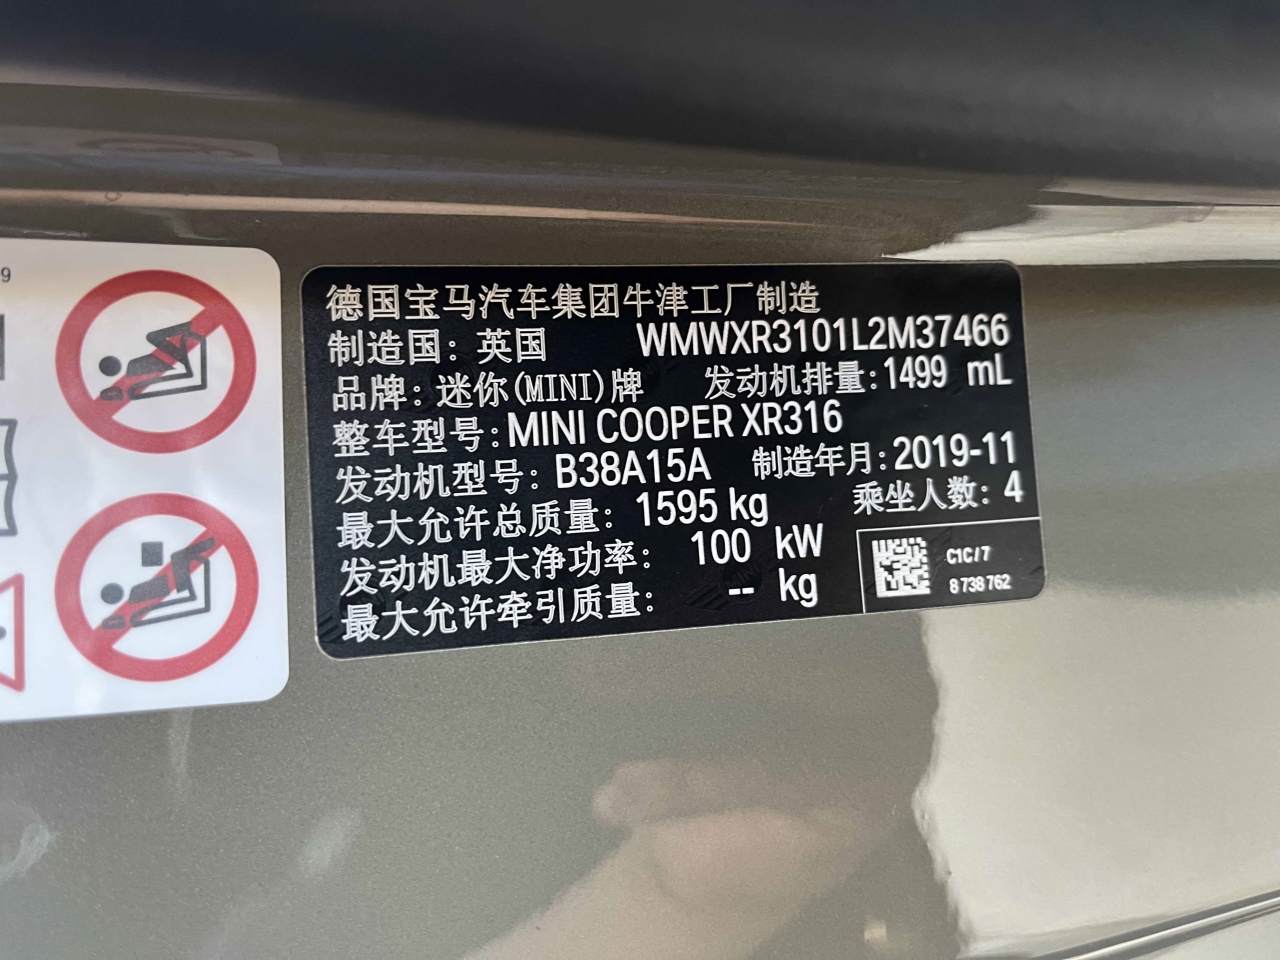 9
德国宝马汽车集团牛津工厂制造
制造国：英国 WMWXR3101L2M37466
品牌：迷你(MINI)牌 发动机排量:1499 mL
整车型号:MINI COOPER XR316
发动机型号: B38A15A 制造年月:2019-11
最大允许总质量: 1595 kg 乘坐人数: 4
发动机最大净功率: 100 kW
最大允许牵引质量: -- kg
C1C/7
8 738 762